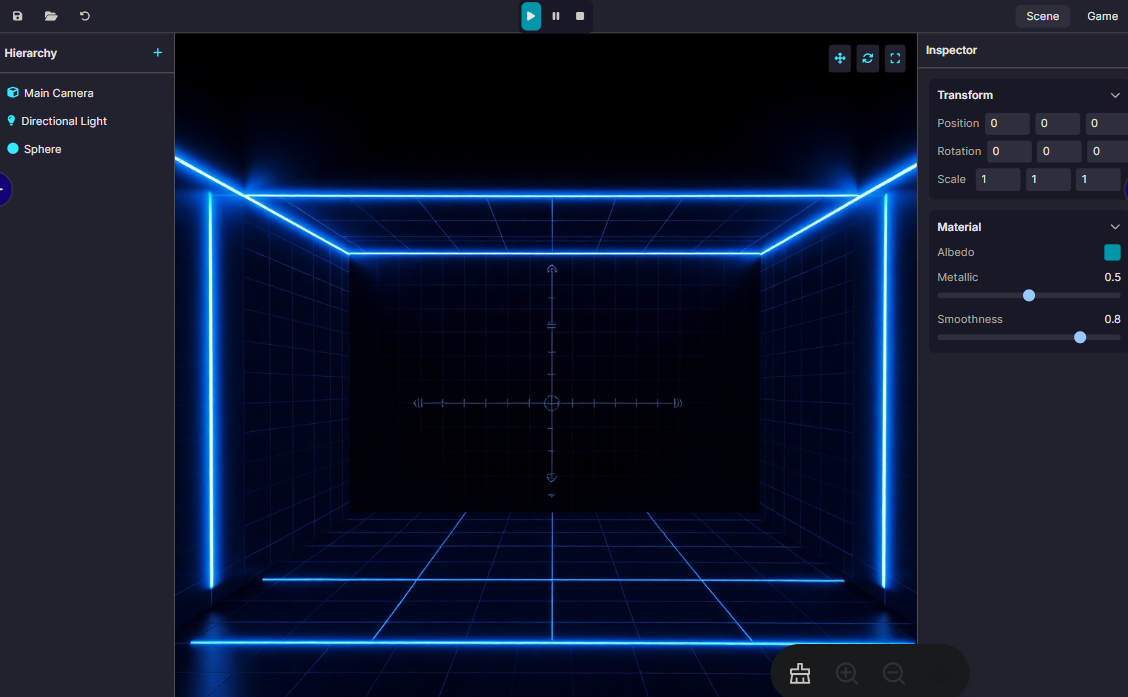 Scene Game
Hierarchy +
Main Camera
Directional Light
Sphere
Inspector
Transform
Position 0 0 0
Rotation 0 0 0
Scale 1 1 1
Material
Albedo
Metallic 0.5
Smoothness 0.8